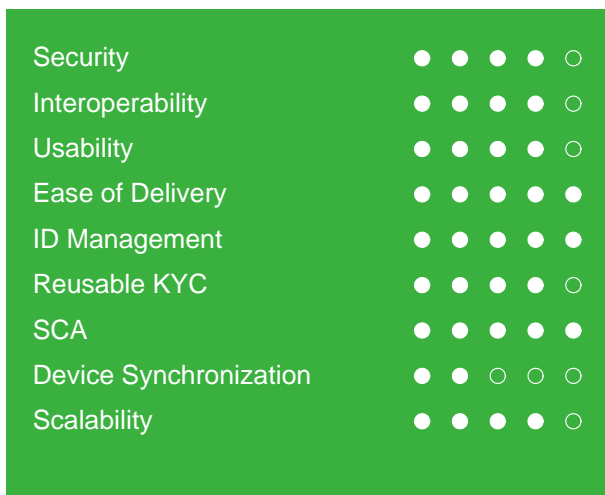 Security
Interoperability
Usability
Ease of Delivery
ID Management
Reusable KYC
SCA
Device Synchronization
Scalability